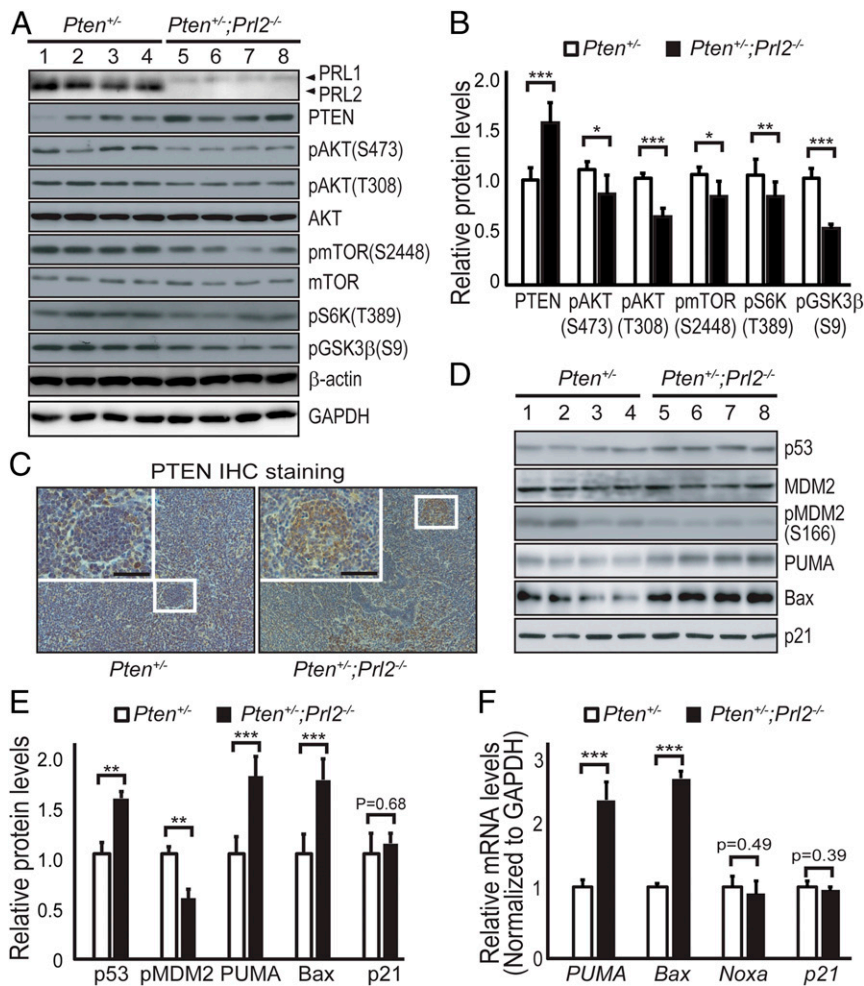 A
Pten+/- Pten+/-;Prl2-/-
1 2 3 4 5 6 7 8
PRL1
PRL2
PTEN
pAKT(S473)
pAKT(T308)
AKT
pmTOR(S2448)
mTOR
pS6K(T389)
pGSK3β(S9)
β-actin
GAPDH
B
Pten+/- Pten+/-;Prl2-/-
Relative protein levels
2.0
1.5
1.0
0.5
0
*** * *** * ** ***
PTEN pAKT pAKT pmTOR pS6K pGSK3β
(S473) (T308) (S2448) (T389) (S9)
C
PTEN IHC staining
Pten+/- Pten+/-;Prl2-/-
D
Pten+/- Pten+/-;Prl2-/-
1 2 3 4 5 6 7 8
p53
MDM2
pMDM2
(S166)
PUMA
Bax
p21
E
Pten+/- Pten+/-;Prl2-/-
Relative protein levels
2.0
1.5
1.0
0.5
0
** ** *** *** P=0.68
p53 pMDM2 PUMA Bax p21
F
Pten+/- Pten+/-;Prl2-/-
Relative mRNA levels
(Normalized to GAPDH)
3
2
1
0
*** *** p=0.49 p=0.39
PUMA Bax Noxa p21